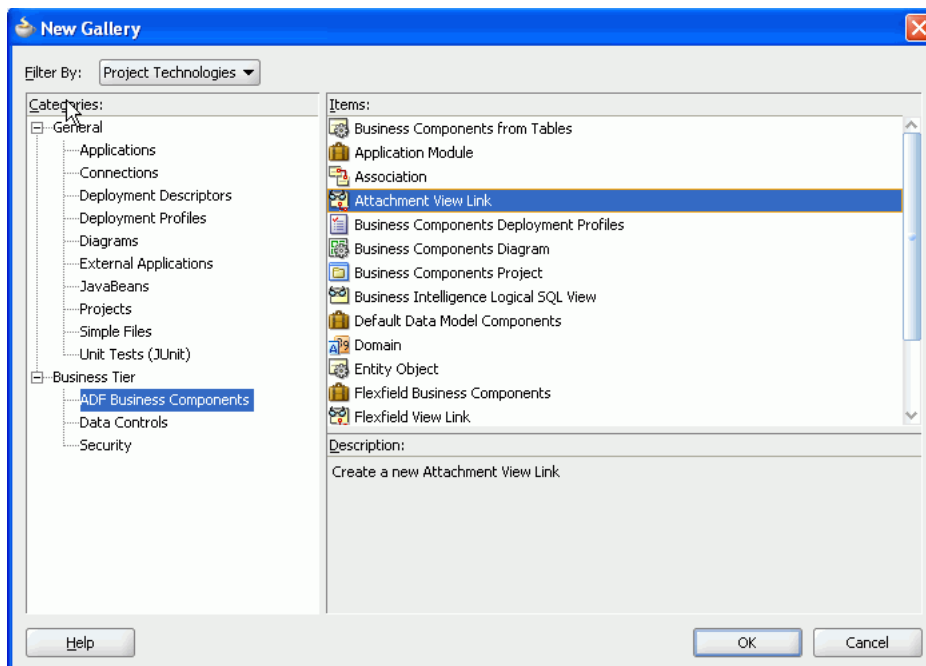 New Gallery
Filter By: Project Technologies
Categories:
General
Applications
Connections
Deployment Descriptors
Deployment Profiles
Diagrams
External Applications
JavaBeans
Projects
Simple Files
Unit Tests (JUnit)
Business Tier
ADF Business Components
Data Controls
Security
Items:
Business Components from Tables
Application Module
Association
Attachment View Link
Business Components Deployment Profiles
Business Components Diagram
Business Components Project
Business Intelligence Logical SQL View
Default Data Model Components
Domain
Entity Object
Flexfield Business Components
Flexfield View Link
Description:
Create a new Attachment View Link
Help
OK
Cancel